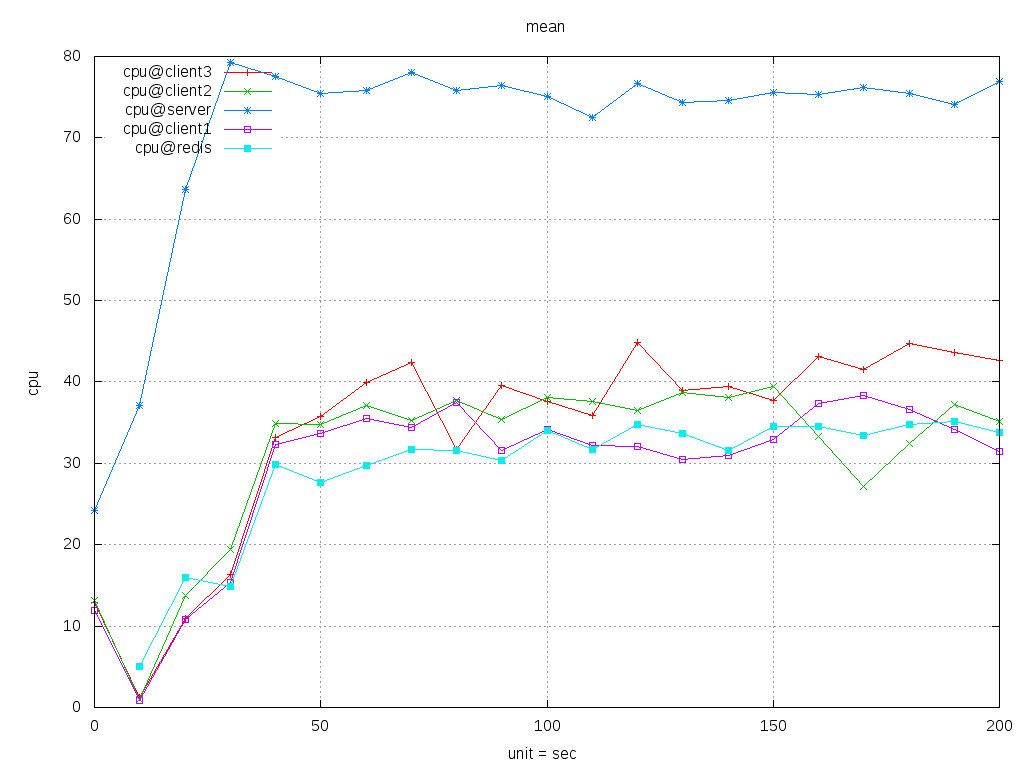 mean
80
cpu@client3
cpu@client2
cpu@server
cpu@client1
cpu@redis
70
60
50
40
cpu
30
20
10
0
0 50 100 150 200
unit = sec